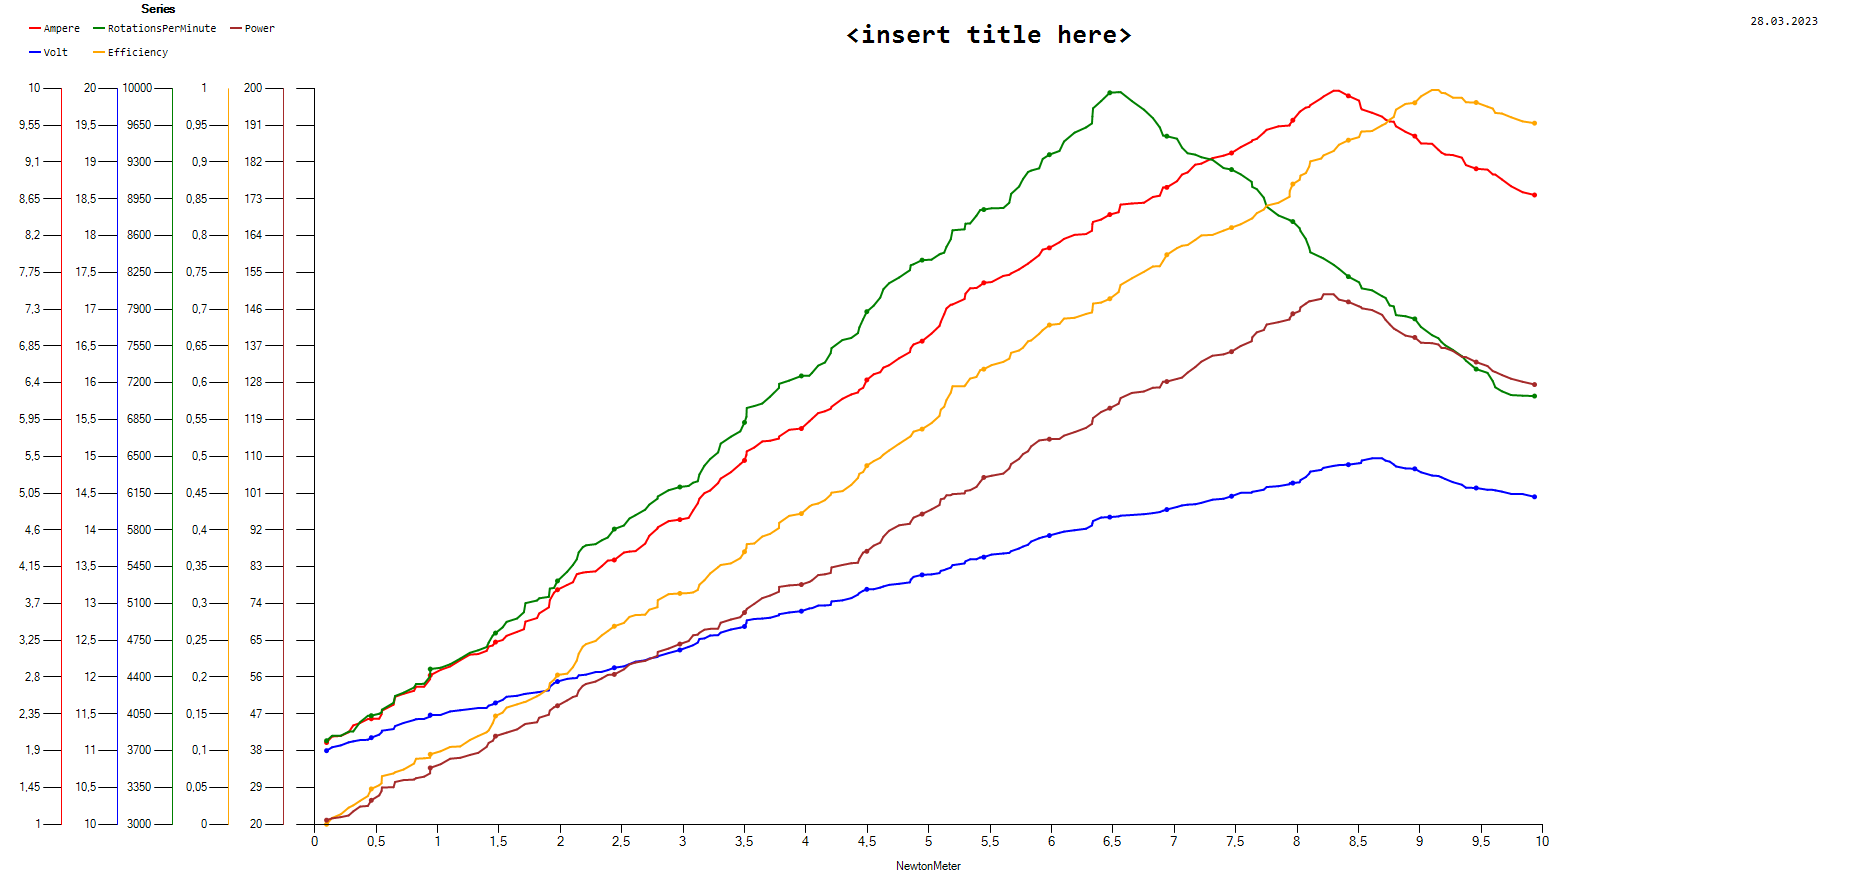 Series
Ampere RotationsPerMinute Power
Volt Efficiency
<insert title here>
28.03.2023
10 20 10000 1 200
9,55 19,5 9650 0,95 191
9,1 19 9300 0,9 182
8,65 18,5 8950 0,85 173
8,2 18 8600 0,8 164
7,75 17,5 8250 0,75 155
7,3 17 7900 0,7 146
6,85 16,5 7550 0,65 137
6,4 16 7200 0,6 128
5,95 15,5 6850 0,55 119
5,5 15 6500 0,5 110
5,05 14,5 6150 0,45 101
4,6 14 5800 0,4 92
4,15 13,5 5450 0,35 83
3,7 13 5100 0,3 74
3,25 12,5 4750 0,25 65
2,8 12 4400 0,2 56
2,35 11,5 4050 0,15 47
1,9 11 3700 0,1 38
1,45 10,5 3350 0,05 29
1 10 3000 0 20
0 0,5 1 1,5 2 2,5 3 3,5 4 4,5 5 5,5 6 6,5 7 7,5 8 8,5 9 9,5 10
NewtonMeter